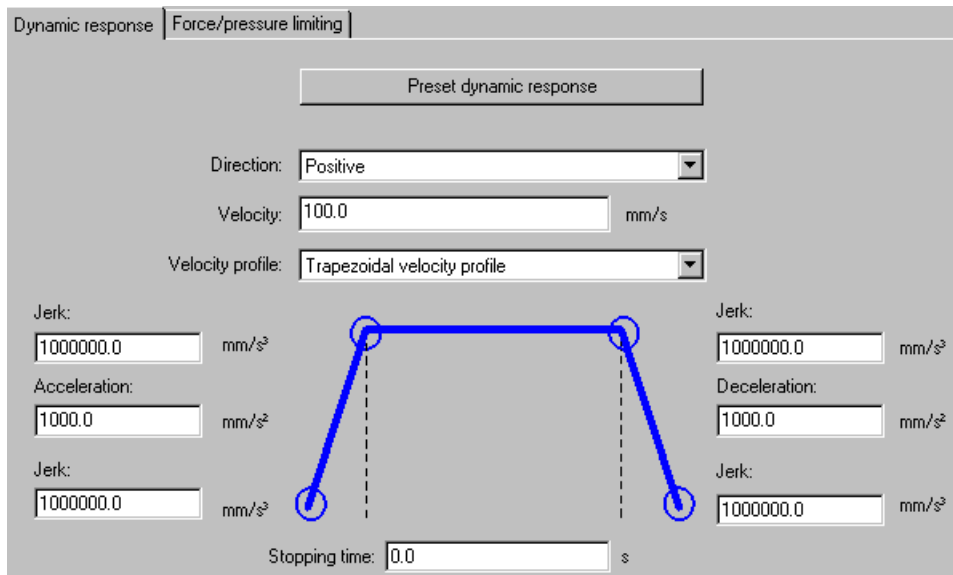 Dynamic response Force/pressure limiting
Preset dynamic response
Direction: Positive
Velocity: 100.0 mm/s
Velocity profile: Trapezoidal velocity profile
Jerk: Jerk:
1000000.0 mm/s³ 1000000.0 mm/s³
Acceleration: Deceleration:
1000.0 mm/s² 1000.0 mm/s²
Jerk: Jerk:
1000000.0 mm/s³ 1000000.0 mm/s³
Stopping time: 0.0 s